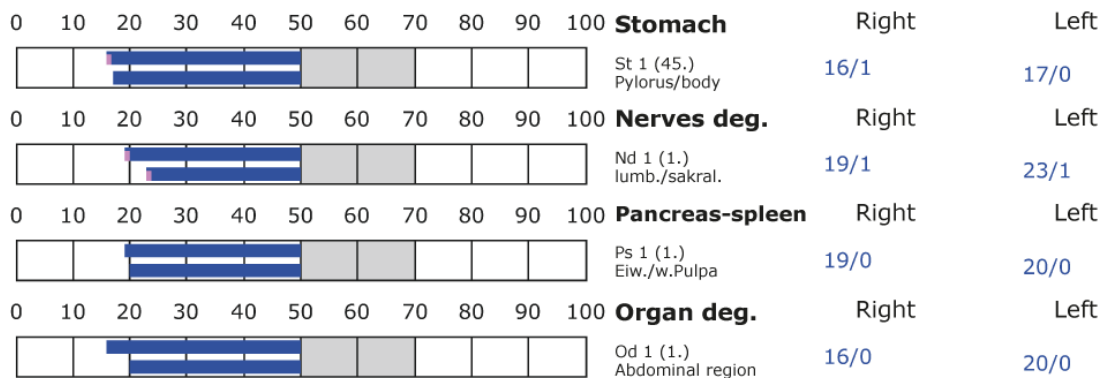 0 10 20 30 40 50 60 70 80 90 100 Stomach Right Left
St 1 (45.) 16/1 17/0
Pylorus/body
0 10 20 30 40 50 60 70 80 90 100 Nerves deg. Right Left
Nd 1 (1.) 19/1 23/1
lumb./sakral.
0 10 20 30 40 50 60 70 80 90 100 Pancreas-spleen Right Left
Ps 1 (1.) 19/0 20/0
Eiw./w.Pulpa
0 10 20 30 40 50 60 70 80 90 100 Organ deg. Right Left
Od 1 (1.) 16/0 20/0
Abdominal region